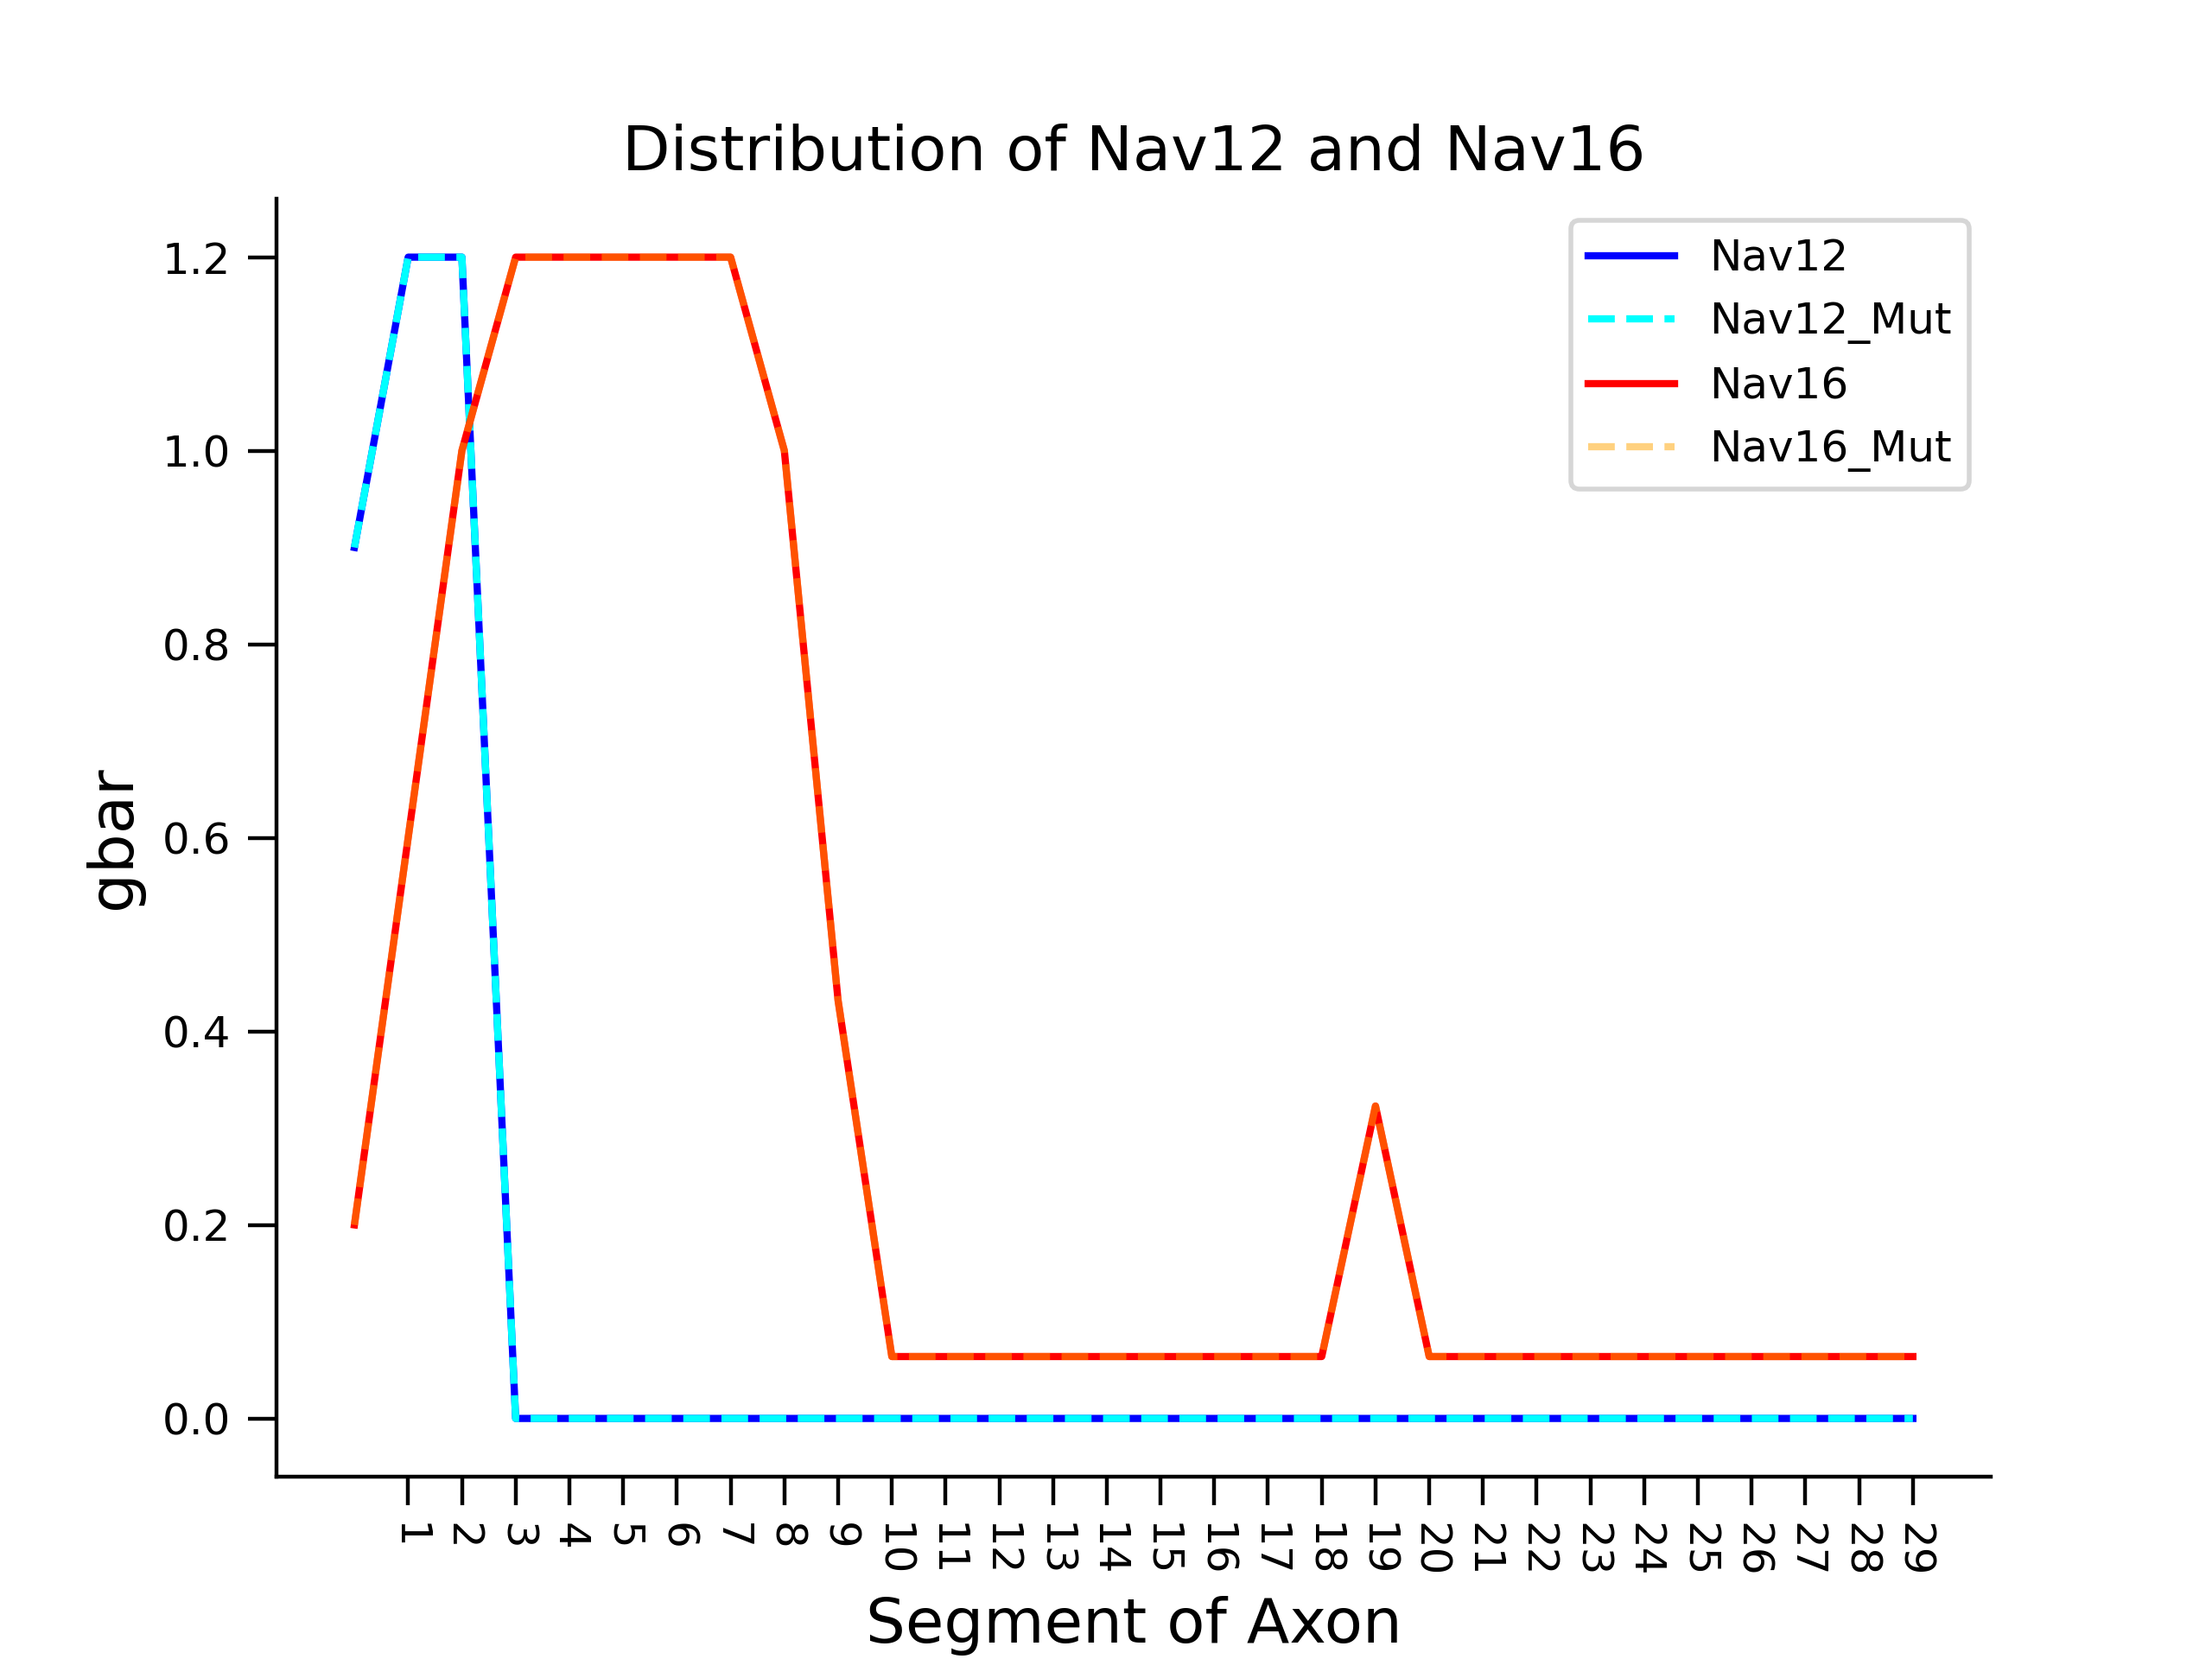 Distribution of Nav12 and Nav16
Nav12
Nav12_Mut
Nav16
Nav16_Mut
1.2
1.0
0.8
0.6
0.4
0.2
0.0
gbar
1 2 3 4 5 6 7 8 9 10 11 12 13 14 15 16 17 18 19 20 21 22 23 24 25 26 27 28 29
Segment of Axon